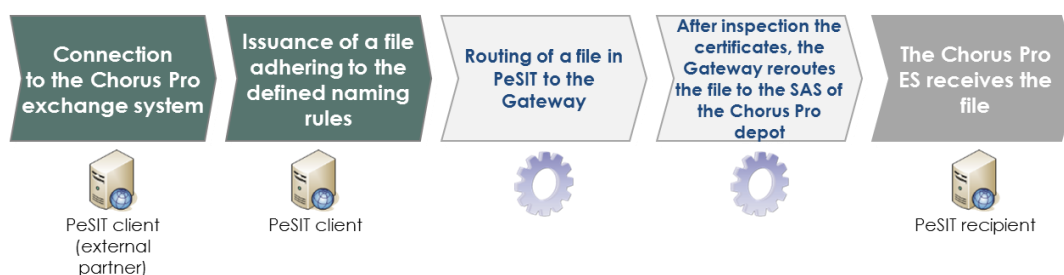 Connection
to the Chorus Pro
exchange system
Issuance of a file
adhering to the
defined naming
rules
Routing of a file in
PeSIT to the
Gateway
After inspection the
certificates, the
Gateway reroutes
the file to the SAS of
the Chorus Pro
depot
The Chorus Pro
ES receives the
file
PeSIT client
(external
partner)
PeSIT client
PeSIT recipient